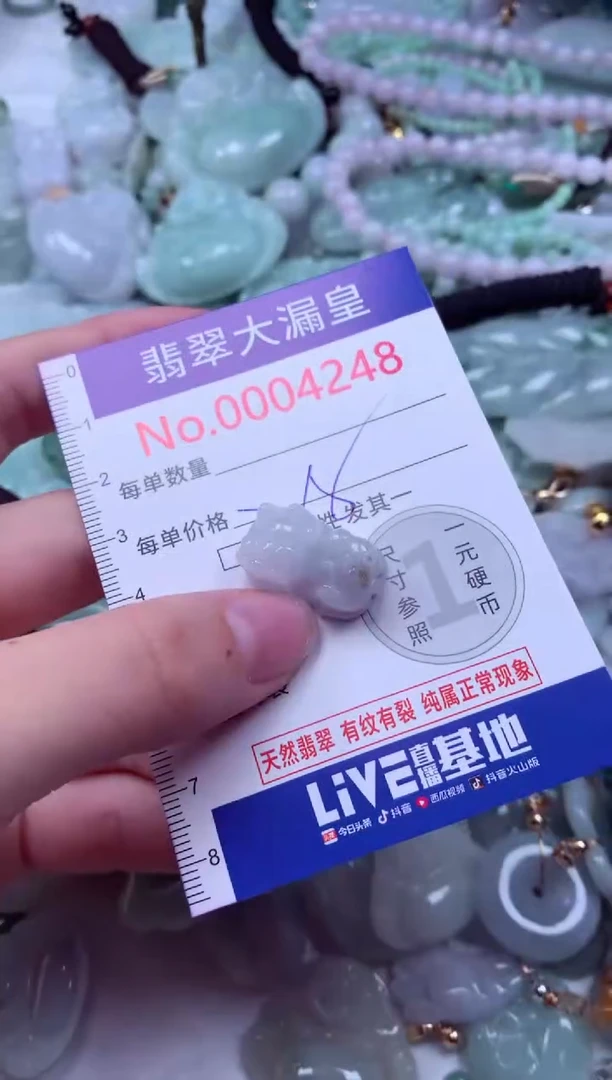 翡翠大漏皇
No.0004248
每单数量
每单价格
选发其一
尺寸参照
一元硬币
1
天然翡翠 有纹有裂 纯属正常现象
LiVE直播基地
今日头条 抖音 西瓜视频 抖音火山版
0
1
2
3
4
7
8